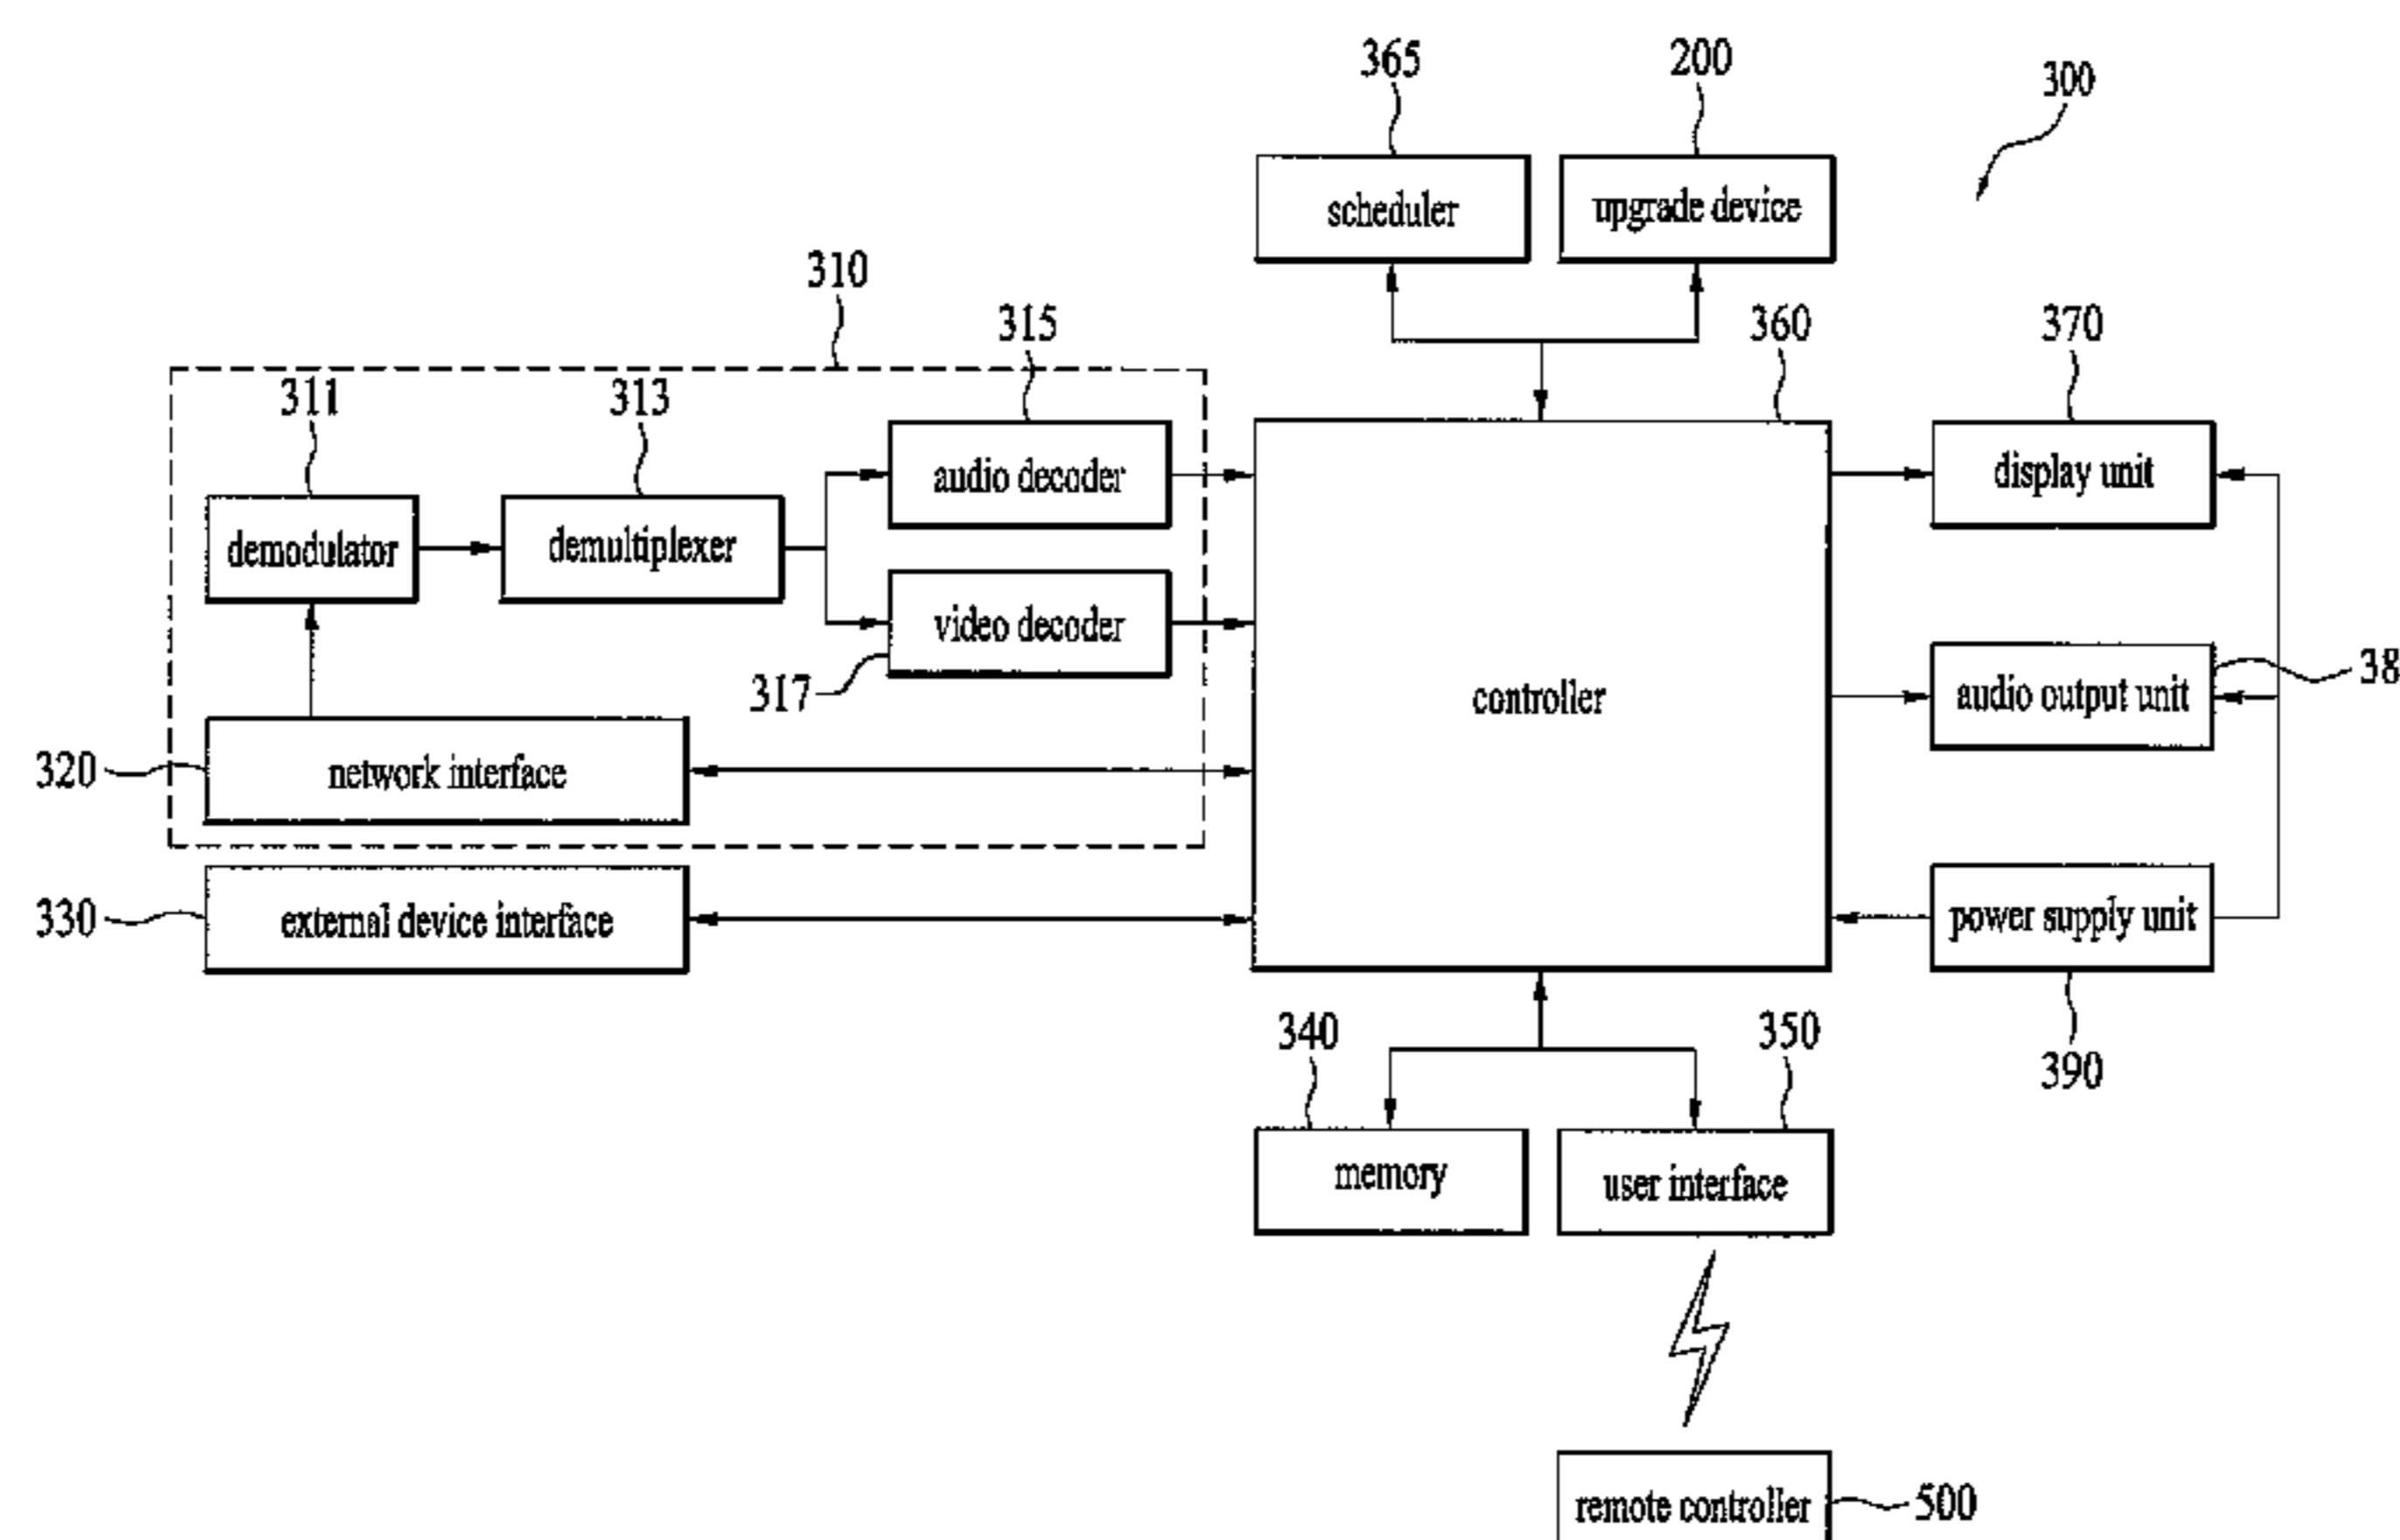 365
200
300
scheduler
upgrade device
310
315
360
370
311
313
audio decoder
display unit
demodulator
demultiplexer
video decoder
317
controller
audio output unit
38
320
network interface
330
external device interface
power supply unit
340
350
390
memory
user interface
remote controller
500